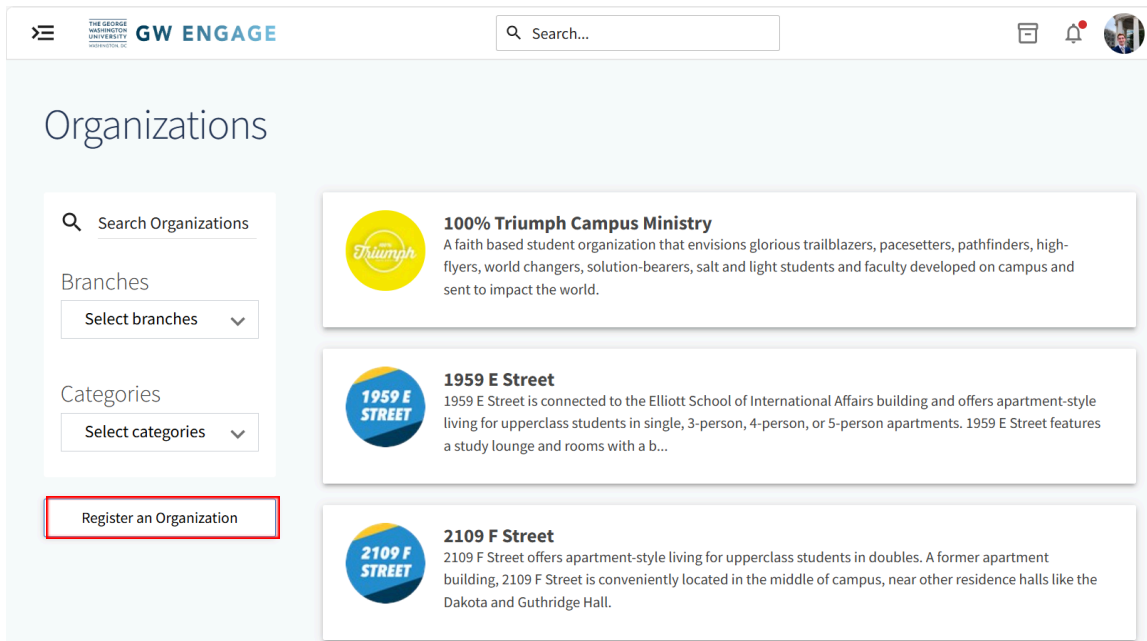 THE GEORGE
WASHINGTON
UNIVERSITY
WASHINGTON, DC
GW ENGAGE
Search...
Organizations
Search Organizations
Branches
Select branches
Categories
Select categories
Register an Organization
100% Triumph Campus Ministry
A faith based student organization that envisions glorious trailblazers, pacesetters, pathfinders, high-
flyers, world changers, solution-bearers, salt and light students and faculty developed on campus and
sent to impact the world.
Triumph
1959 E Street
1959 E Street is connected to the Elliott School of International Affairs building and offers apartment-style
living for upperclass students in single, 3-person, 4-person, or 5-person apartments. 1959 E Street features
a study lounge and rooms with a b...
1959 E
STREET
2109 F Street
2109 F Street offers apartment-style living for upperclass students in doubles. A former apartment
building, 2109 F Street is conveniently located in the middle of campus, near other residence halls like the
Dakota and Guthridge Hall.
2109 F
STREET